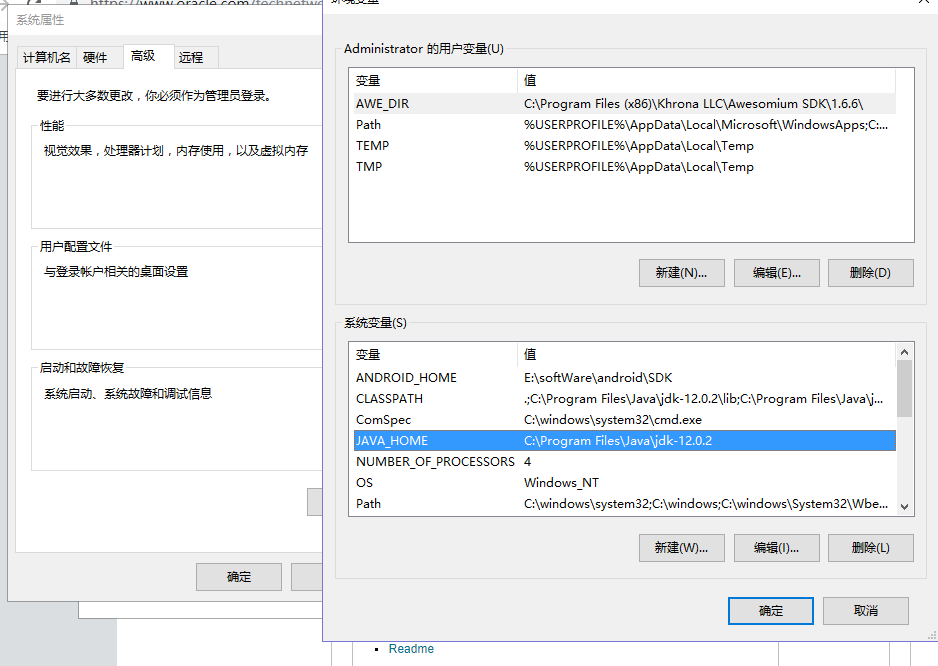 https://www.oracle.com/technetwo
系统属性
环境变量
计算机名 硬件 高级 远程
要进行大多数更改，你必须作为管理员登录。
性能
视觉效果，处理器计划，内存使用，以及虚拟内存
用户配置文件
与登录帐户相关的桌面设置
启动和故障恢复
系统启动、系统故障和调试信息
确定
Administrator 的用户变量(U)
变量 值
AWE_DIR C:\Program Files (x86)\Khrona LLC\Awesomium SDK\1.6.6\
Path %USERPROFILE%\AppData\Local\Microsoft\WindowsApps;C:...
TEMP %USERPROFILE%\AppData\Local\Temp
TMP %USERPROFILE%\AppData\Local\Temp
新建(N)... 编辑(E)... 删除(D)
系统变量(S)
变量 值
ANDROID_HOME E:\softWare\android\SDK
CLASSPATH .;C:\Program Files\Java\jdk-12.0.2\lib;C:\Program Files\Java\j...
ComSpec C:\windows\system32\cmd.exe
JAVA_HOME C:\Program Files\Java\jdk-12.0.2
NUMBER_OF_PROCESSORS 4
OS Windows_NT
Path C:\windows\system32;C:\windows;C:\windows\System32\Wbe...
新建(W)... 编辑(I)... 删除(L)
确定 取消
Readme